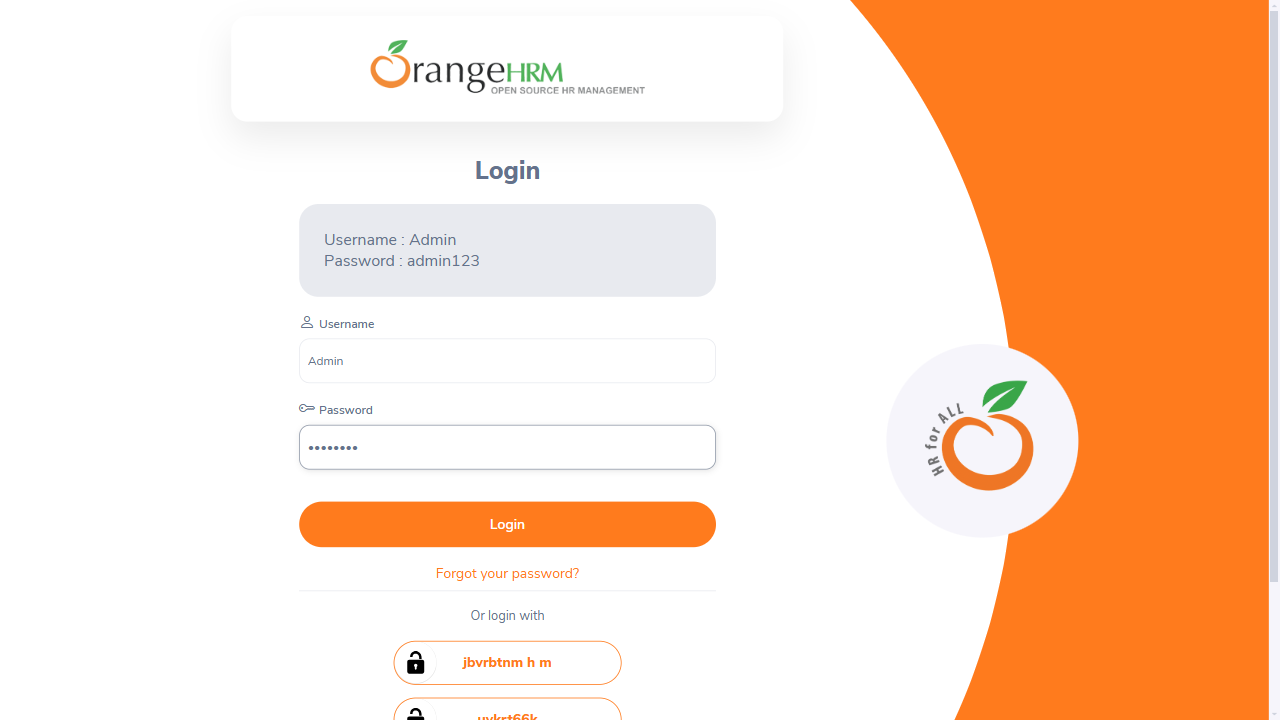 OrangeHRM
OPEN SOURCE HR MANAGEMENT
Login
Username : Admin
Password : admin123
Username
Admin
Password
••••••••
Login
Forgot your password?
Or login with
jbvrbtnm h m
uvkrt66k
HR for ALL